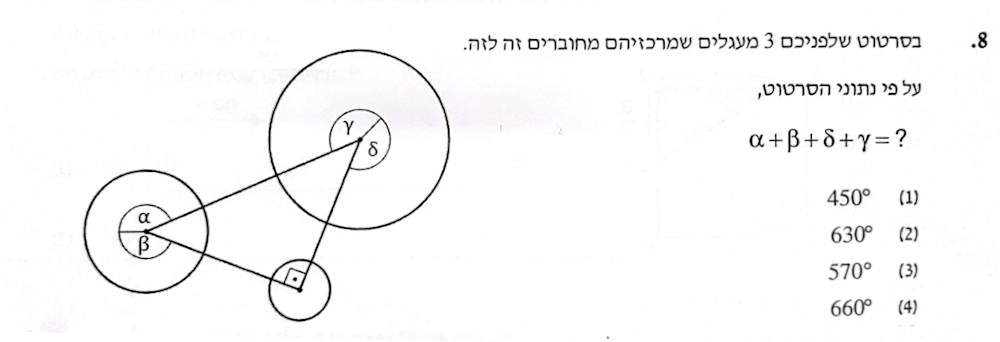 8. בסרטוט שלפניכם 3 מעגלים שמרכזיהם מחוברים זה לזה.
על פי נתוני הסרטוט,
α+β+δ+γ=?
(1) 450°
(2) 630°
(3) 570°
(4) 660°
γ
δ
α
β